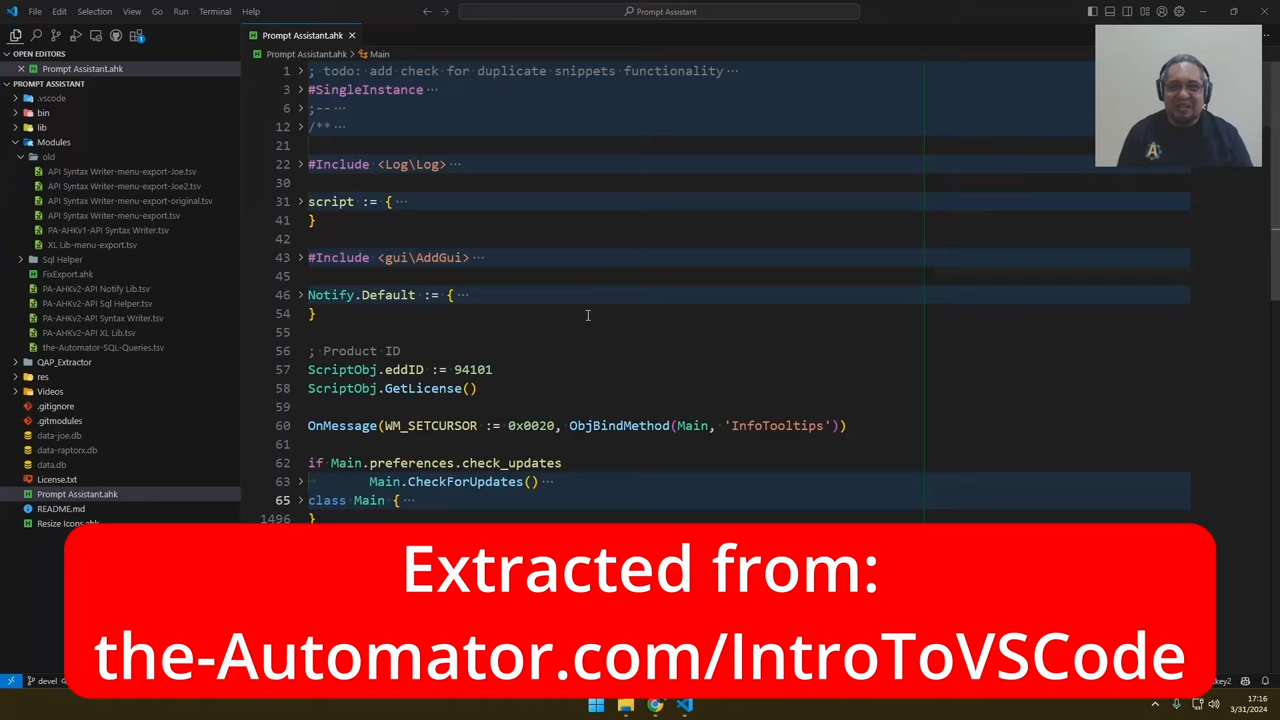 File Edit Selection View Go Run Terminal Help
Prompt Assistant
OPEN EDITORS
Prompt Assistant.ahk
PROMPT ASSISTANT
.vscode
bin
lib
Modules
old
API Syntax Writer-menu-export-Joe.tsv
API Syntax Writer-menu-export-Joe2.tsv
API Syntax Writer-menu-export-original.tsv
API Syntax Writer-menu-export.tsv
PA-AHKv1-API Syntax Writer.tsv
XL Lib-menu-export.tsv
Sql Helper
FixExport.ahk
PA-AHKv2-API Notify Lib.tsv
PA-AHKv2-API Sql Helper.tsv
PA-AHKv2-API Syntax Writer.tsv
PA-AHKv2-API XL Lib.tsv
the-Automator-SQL-Queries.tsv
QAP_Extractor
res
Videos
.gitignore
.gitmodules
data-joe.db
data-raptorx.db
data.db
License.txt
Prompt Assistant.ahk
README.md
Resize Icons.ahk
Prompt Assistant.ahk
Prompt Assistant.ahk > Main
1 ; todo: add check for duplicate snippets functionality ...
3 #SingleInstance ...
6 ;-- ...
12 /** ...
21
22 #Include <Log\Log> ...
30
31 script := { ...
41 }
42
43 #Include <gui\AddGui> ...
45
46 Notify.Default := { ...
54 }
55
56 ; Product ID
57 ScriptObj.eddID := 94101
58 ScriptObj.GetLicense()
59
60 OnMessage(WM_SETCURSOR := 0x0020, ObjBindMethod(Main, 'InfoTooltips'))
61
62 if Main.preferences.check_updates
63 Main.CheckForUpdates() ...
65 class Main { ...
1496 }
Extracted from:
the-Automator.com/IntroToVSCode
devel
key2
17:16
3/31/2024